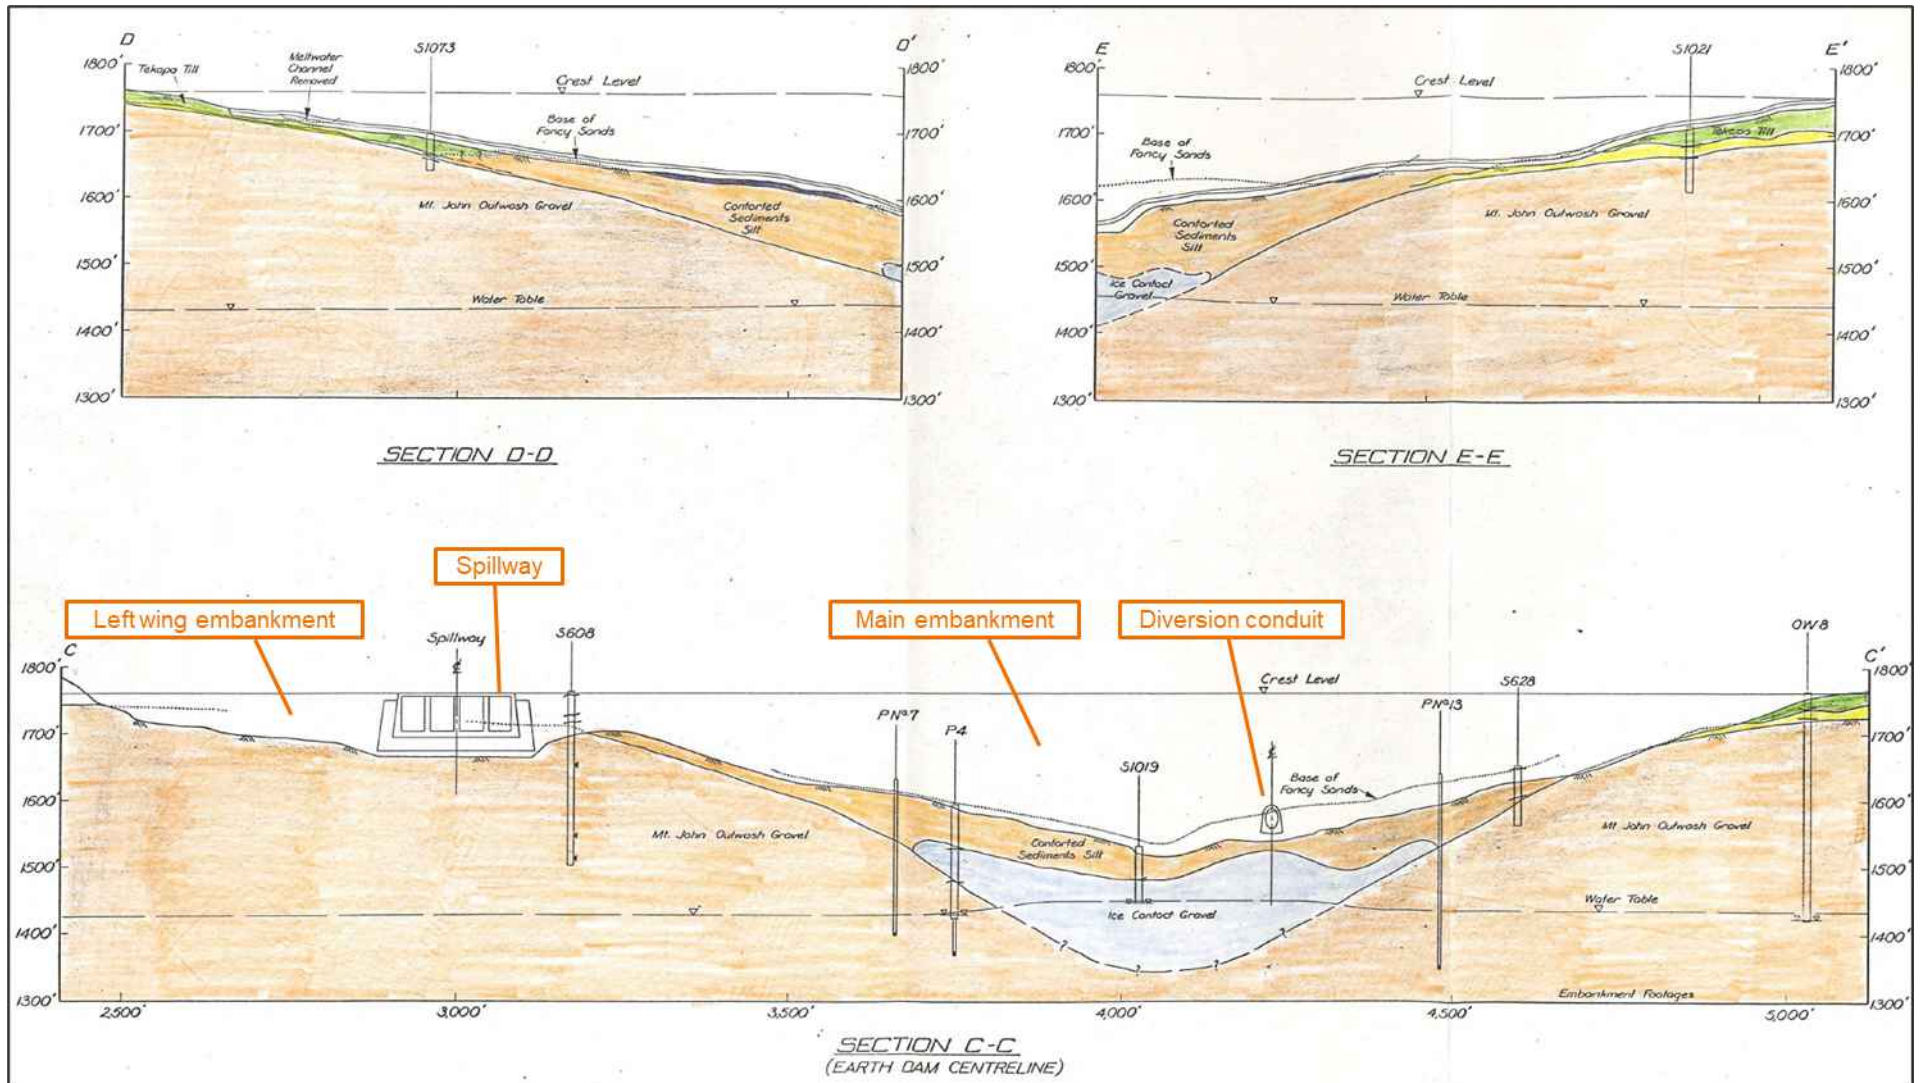 D
S1073
D'
1800'
Tekapo Till
Meltwater
Channel
Removed
Crest Level
1800'
1700'
Base of
Fancy Sands
1700'
1600'
Mt. John Outwash Gravel
Contorted
Sediments
Silt
1600'
1500'
1500'
Water Table
1400'
1400'
1300'
1300'
SECTION D-D
E
S1021
E'
1800'
Crest Level
1800'
1700'
Base of
Fancy Sands
Tekapo Till
1700'
1600'
Contorted
Sediments
Silt
Mt. John Outwash Gravel
1600'
1500'
Ice Contact
Gravel
Water Table
1500'
1400'
1400'
1300'
1300'
SECTION E-E
Spillway
Left wing embankment
Main embankment
Diversion conduit
C
Spillway
S608
OW8
C'
1800'
Crest Level
S628
1800'
PNº7
P4
PNº13
1700'
1700'
S1019
Base of
Fancy Sands
1600'
1600'
Mt. John Outwash Gravel
Contorted
Sediments Silt
Mt John Outwash Gravel
1500'
1500'
Ice Contact Gravel
Water Table
1400'
1400'
1300'
Embankment Footages
1300'
2,500'
3,000'
3,500'
4,000'
4,500'
5,000'
SECTION C-C
(EARTH DAM CENTRELINE)